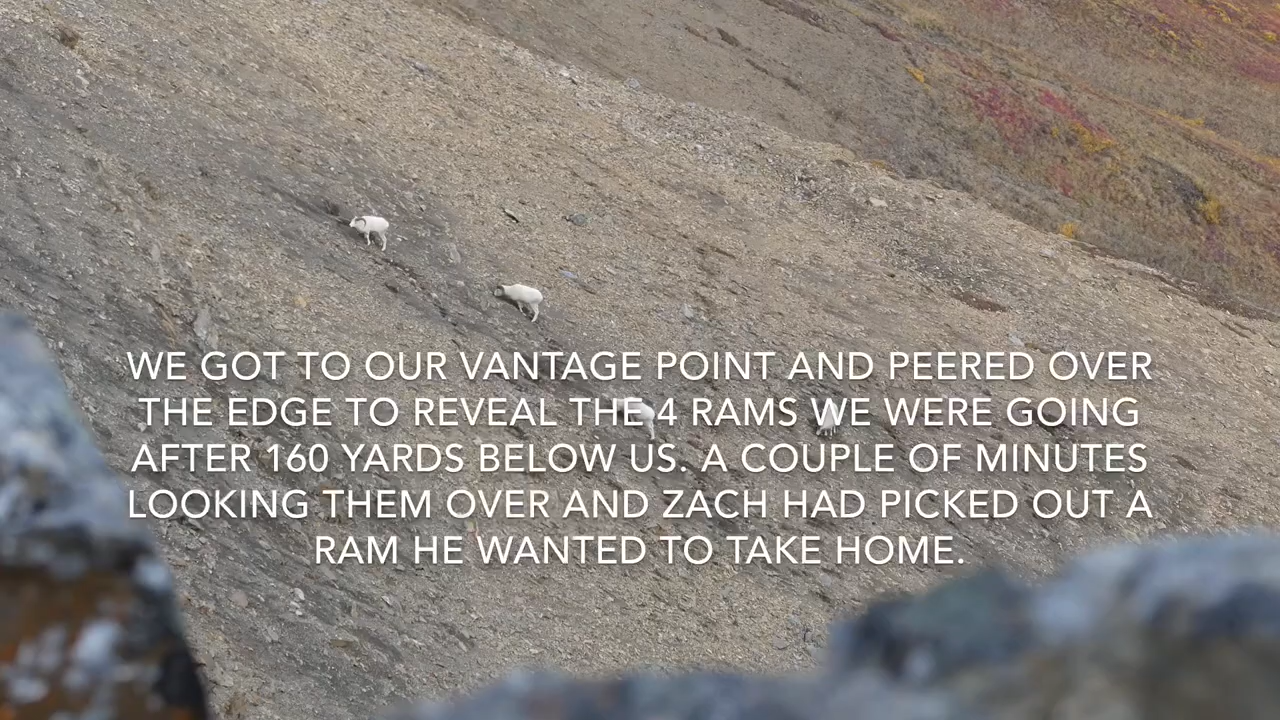 WE GOT TO OUR VANTAGE POINT AND PEERED OVER
THE EDGE TO REVEAL THE 4 RAMS WE WERE GOING
AFTER 160 YARDS BELOW US. A COUPLE OF MINUTES
LOOKING THEM OVER AND ZACH HAD PICKED OUT A
RAM HE WANTED TO TAKE HOME.